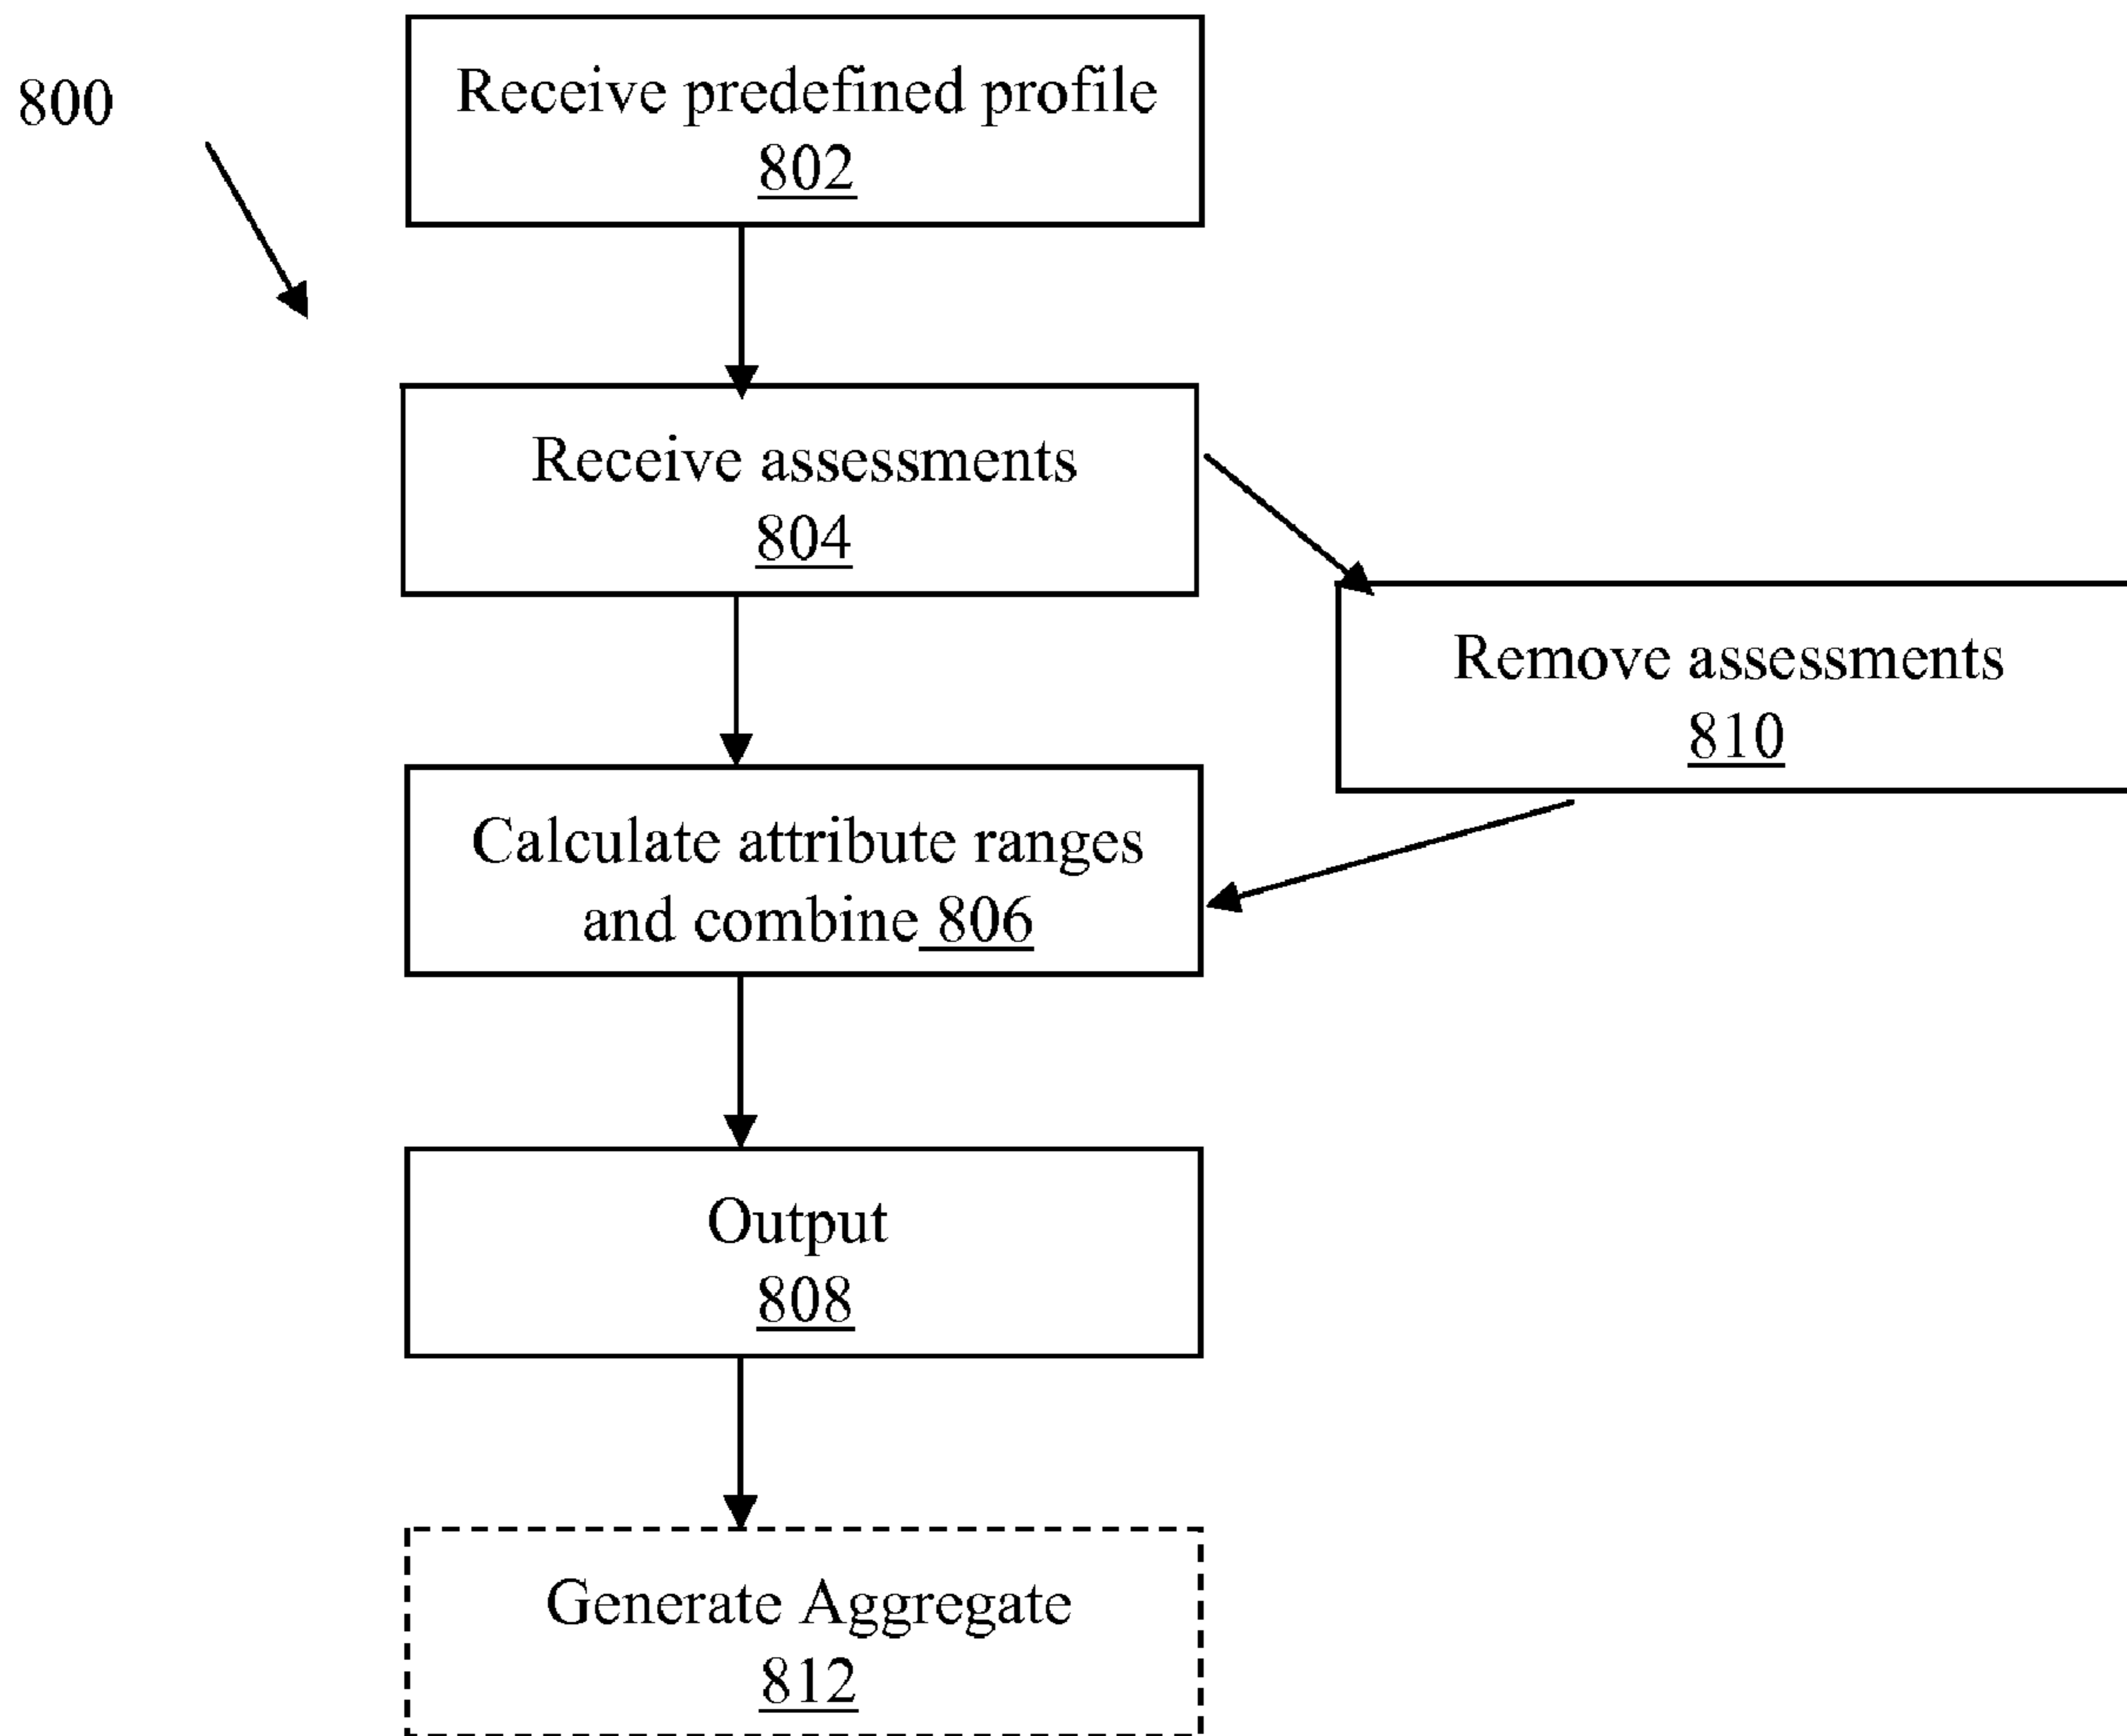 800
Receive predefined profile
802
Receive assessments
804
Remove assessments
810
Calculate attribute ranges
and combine 806
Output
808
Generate Aggregate
812